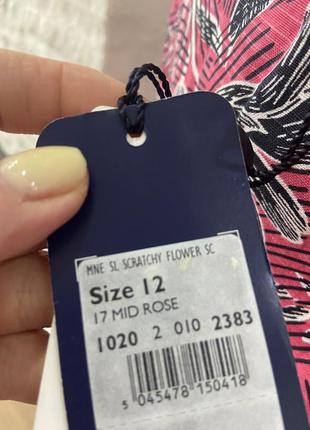 MNE SL SCRATCHY FLOWER SC
Size 12
17 MID ROSE
1020 2 010 2383
5 045478 150418